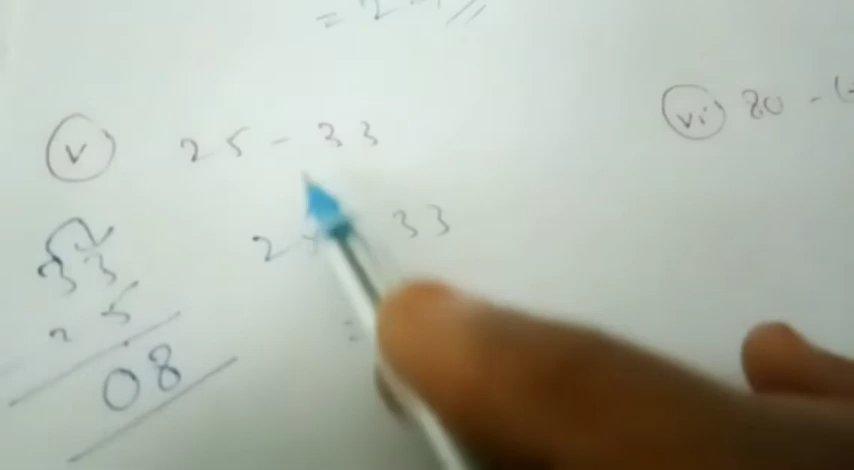 (v) 25 - 33
(vi) 80 -
2 33
33
25
08
=